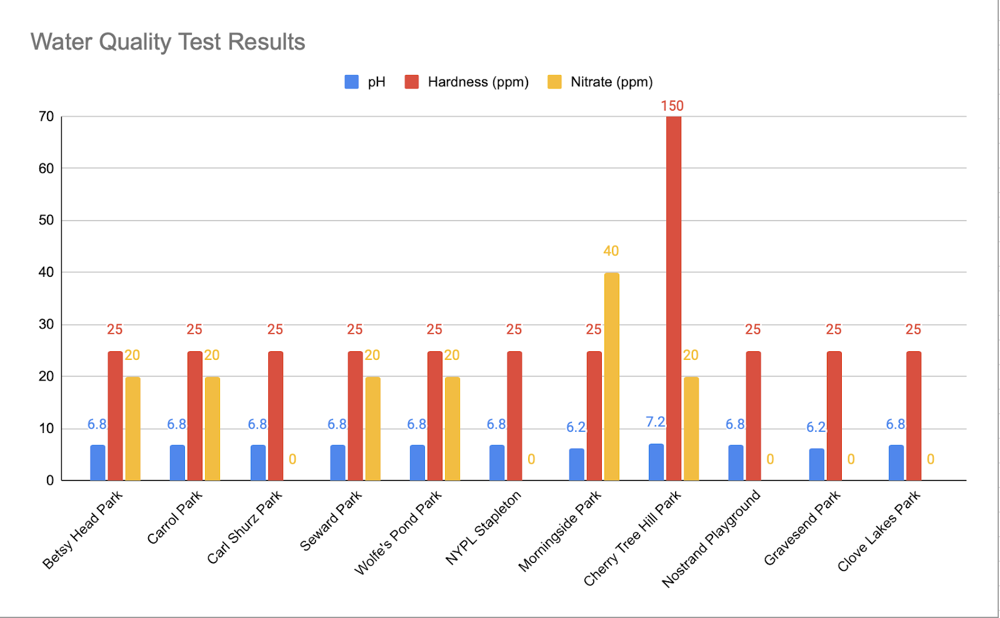 Water Quality Test Results
pH Hardness (ppm) Nitrate (ppm)
150
70
60
50
40
40
30
25 25 25 25 25 25 25 25 25 25
20 20 20 20 20
20
6.8 6.8 6.8 6.8 6.8 6.8 6.2 7.2 6.8 6.2 6.8
10
0 0 0 0 0
0
Betsy Head Park
Carrol Park
Carl Shurz Park
Seward Park
Wolfe's Pond Park
NYPL Stapleton
Morningside Park
Cherry Tree Hill Park
Nostrand Playground
Gravesend Park
Clove Lakes Park